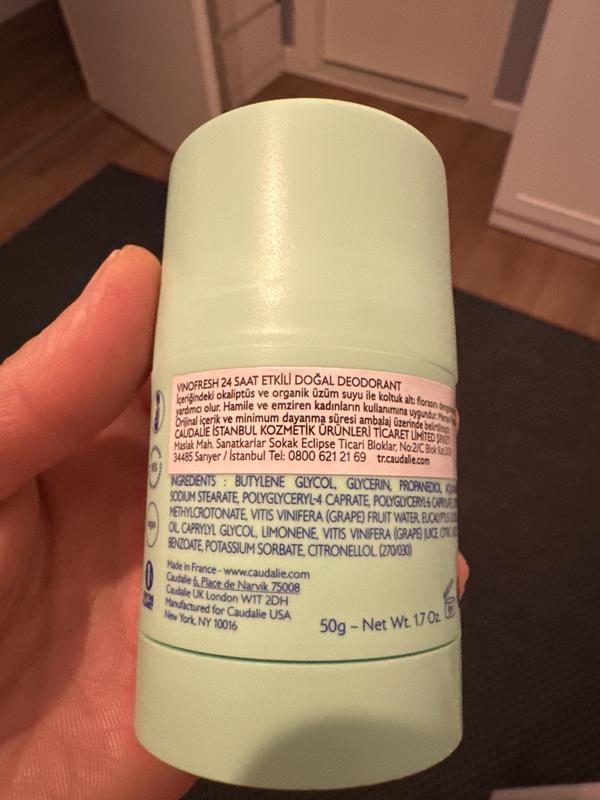 VINOFRESH 24 SAAT ETKİLİ DOĞAL DEODORANT
İçeriğindeki okaliptüs ve organik üzüm suyu ile koltuk altı florasını
yardımcı olur. Hamile ve emziren kadınların kullanımına uygundur.
Orijinal içerik ve minimum dayanma süresi ambalaj üzerinde
CAUDALİE İSTANBUL KOZMETİK ÜRÜNLERİ TİCARET LİMİTED
Maslak Mah. Sanatkarlar Sokak Eclipse Ticari Bloklar, No:2/C Blok
34485 Sarıyer / İstanbul Tel: 0800 621 21 69 tr.caudalie.com
INGREDIENTS : BUTYLENE GLYCOL, GLYCERIN, PROPANEDIOL,
SODIUM STEARATE, POLYGLYCERYL-4 CAPRATE, POLYGLYCERYL-6
METHYLCROTONATE, VITIS VINIFERA (GRAPE) FRUIT WATER,
OIL, CAPRYLYL GLYCOL, LIMONENE, VITIS VINIFERA (GRAPE) JUICE, CITRIC
BENZOATE, POTASSIUM SORBATE, CITRONELLOL. (270/030)
Made in France - www.caudalie.com
Caudalie 6, Place de Narvik 75008
Caudalie UK London W1T 2DH
Manufactured for Caudalie USA
New York, NY 10016
50g – Net Wt. 1.7 Oz.